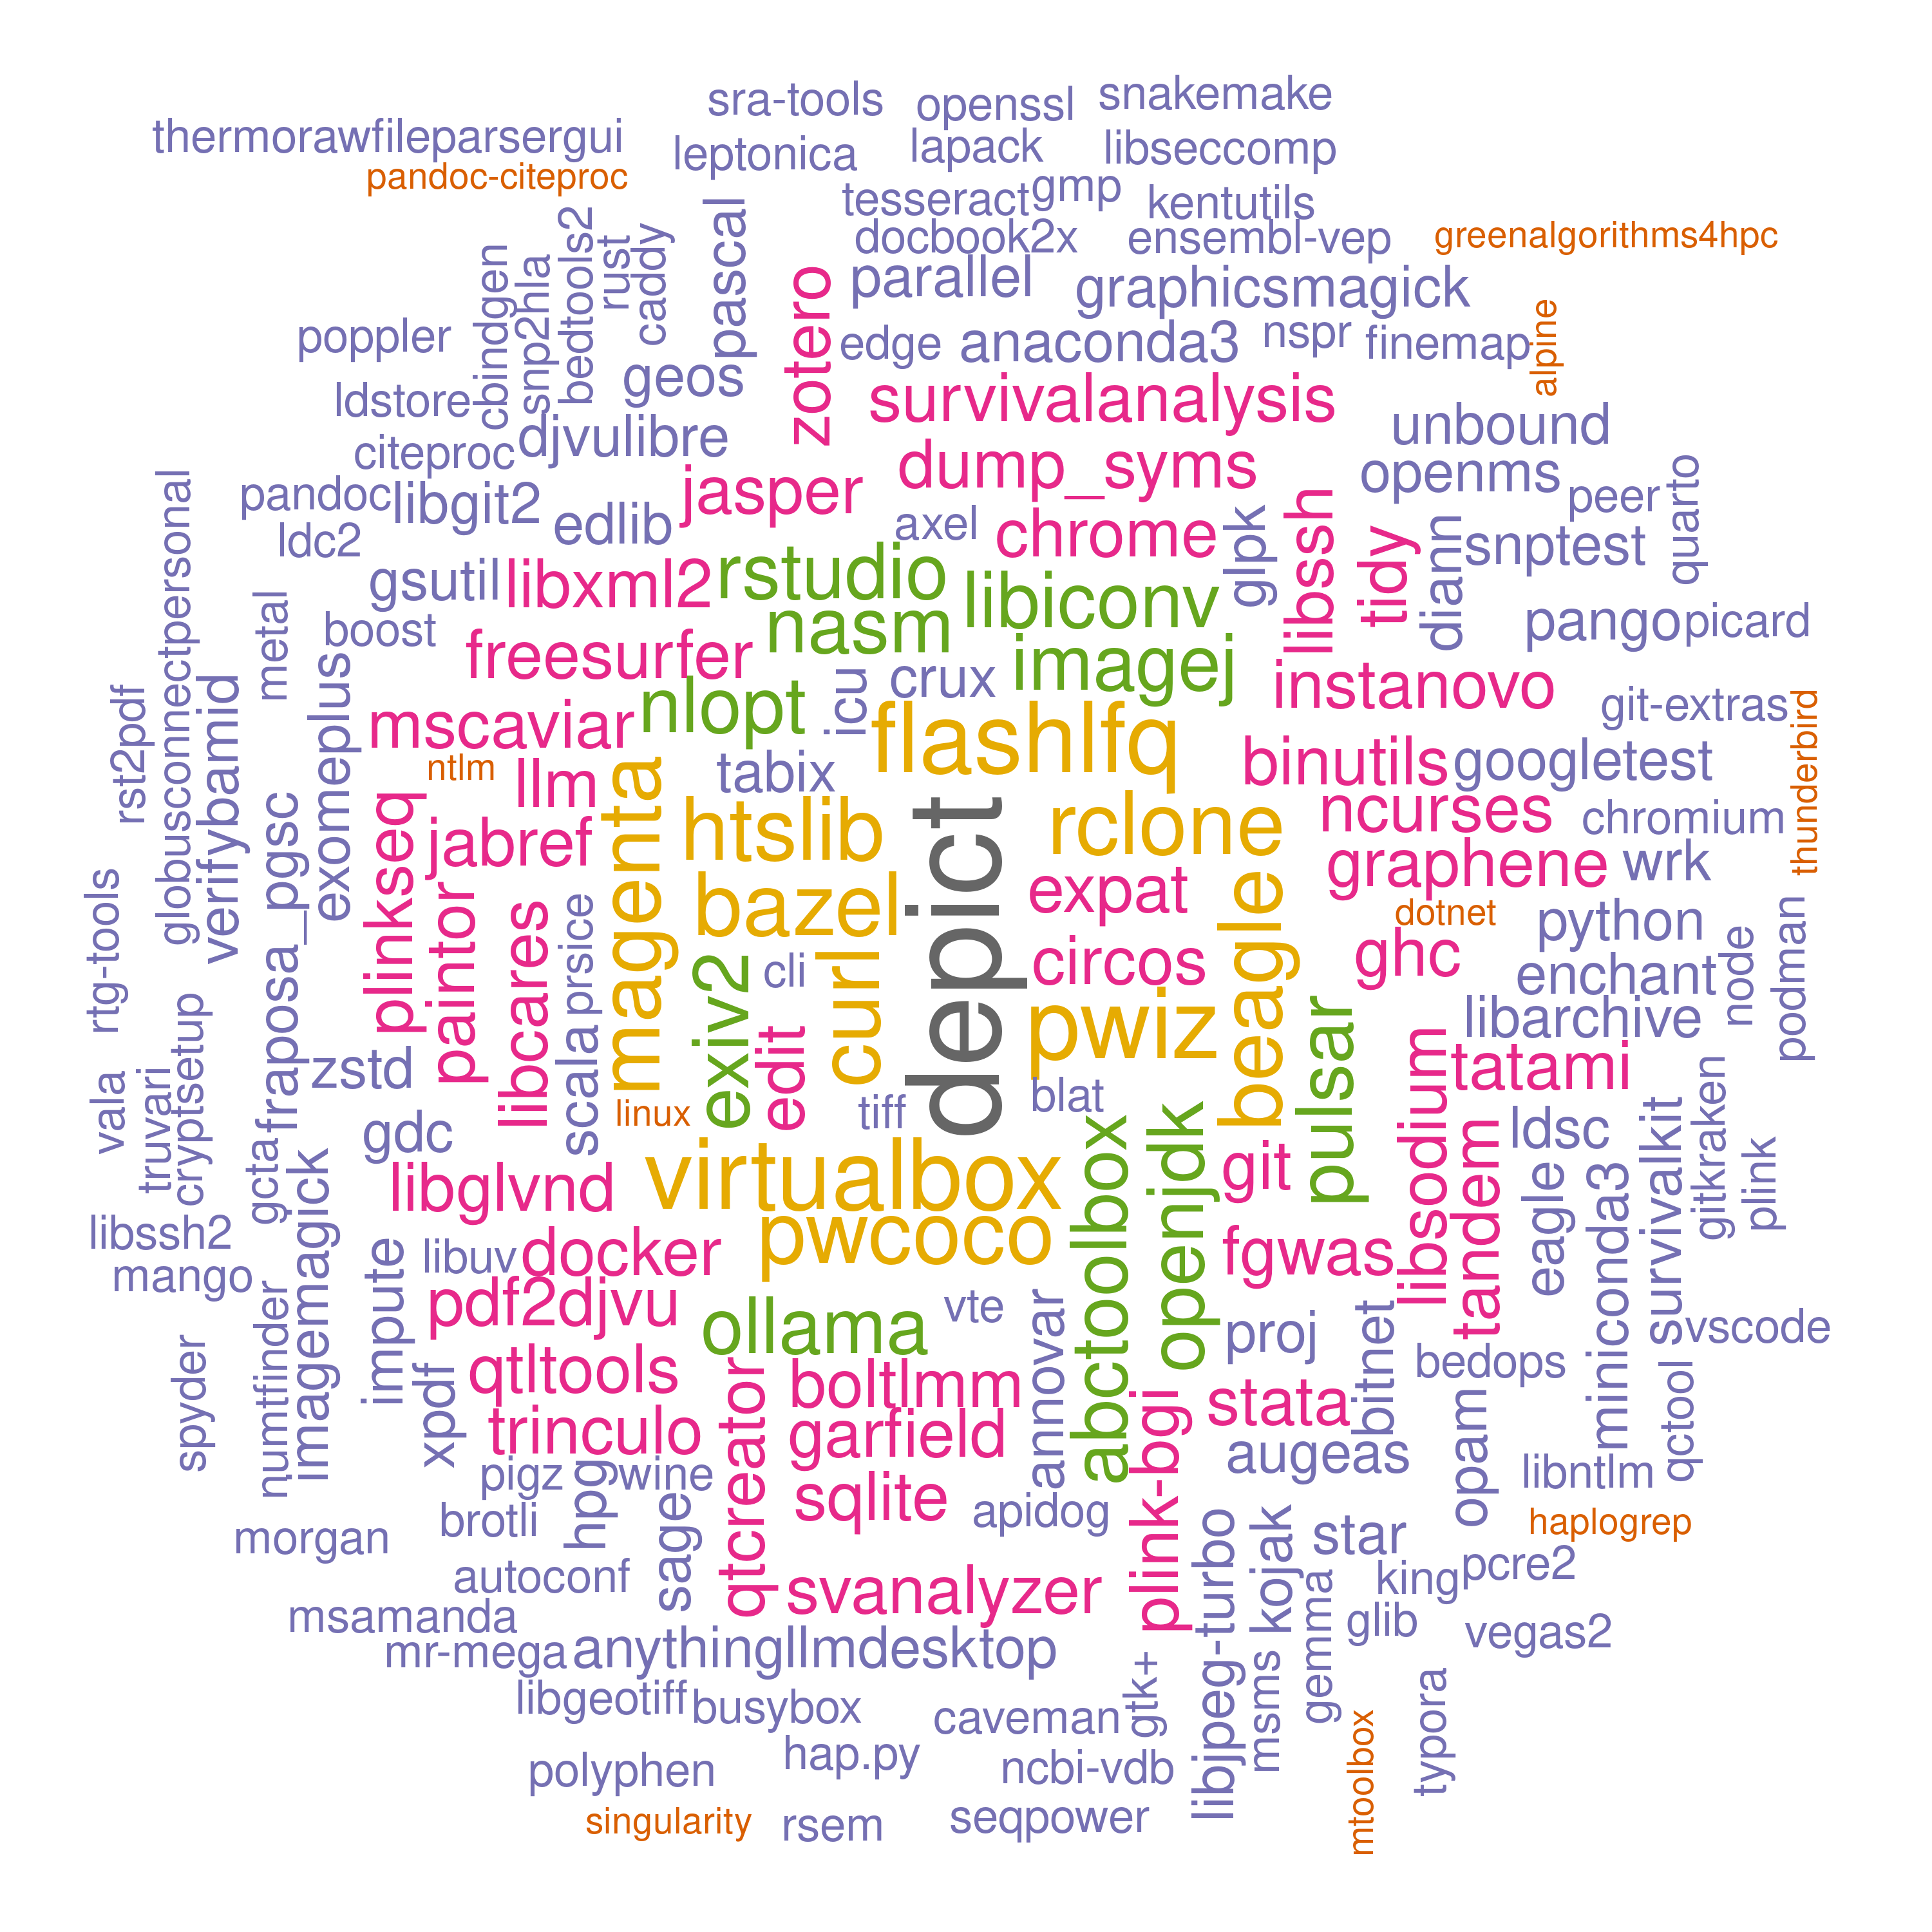 sra-tools
openssl
snakemake
thermorawfileparsergui
leptonica
lapack
libseccomp
pandoc-citeproc
tesseract
gmp
kentutils
docbook2x
ensembl-vep
greenalgorithms4hpc
bedtools2
rust
caddy
pascal
zotero
parallel
graphicsmagick
cbindgen
snp2hla
poppler
geos
edge
anaconda3
nspr
finemap
alpine
ldstore
survivalanalysis
unbound
citeproc
djvulibre
dump_syms
openms
peer
quarto
pandoc
libgit2
jasper
edlib
axel
chrome
glpk
libssh
tidy
diann
snptest
ldc2
globusconnectpersonal
gsutil
libxml2
rstudio
libiconv
metal
boost
nasm
pango
picard
freesurfer
imagej
instanovo
rst2pdf
verifybamid
exomeplus
mscaviar
nlopt
icu
crux
git-extras
thunderbird
flashlfq
binutils
googletest
ntlm
llm
tabix
magenta
plinkseq
jabref
htslib
depict
rclone
ncurses
chromium
fraposa_pgsc
graphene
wrk
rtg-tools
paintor
libcares
prsice
bazel
expat
beagle
dotnet
python
exiv2
cli
curl
circos
ghc
enchant
node
podman
cryptsetup
zstd
scala
edit
pwiz
pulsar
libarchive
vala
truvari
linux
tiff
blat
libsodium
tatami
gcta
gdc
abctoolbox
openjdk
tandem
ldsc
survivalkit
gitkraken
plink
imagemagick
libglvnd
virtualbox
git
eagle
miniconda3
libssh2
impute
libuv
docker
pwcoco
fgwas
mango
numtfinder
pdf2djvu
ollama
vte
annovar
proj
bitnet
vscode
spyder
xpdf
qtltools
qtcreator
boltlmm
plink-bgi
stata
bedops
qctool
trinculo
garfield
augeas
opam
libntlm
pigz
wine
hpg
sage
sqlite
apidog
star
haplogrep
morgan
brotli
libjpeg-turbo
kojak
autoconf
svanalyzer
king
pcre2
msamanda
gemma
glib
vegas2
mr-mega
anythingllmdesktop
gtk+
msms
libgeotiff
busybox
caveman
typora
polyphen
hap.py
ncbi-vdb
mtoolbox
singularity
rsem
seqpower